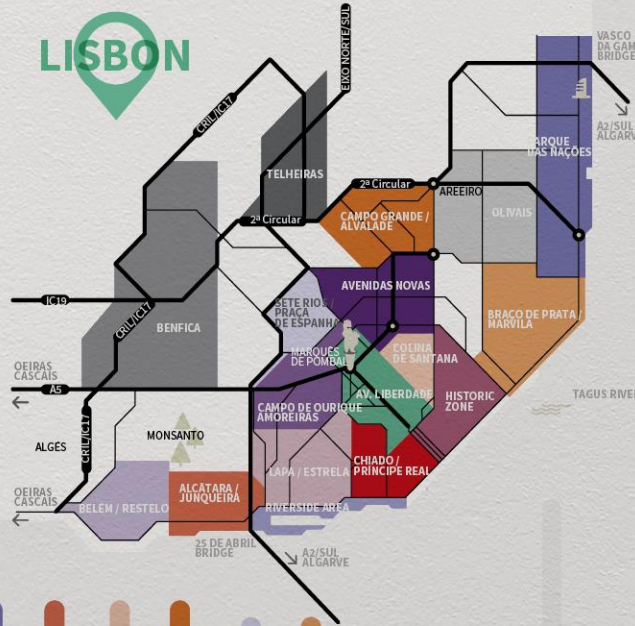 LISBON
EIXO NORTE/SUL
VASCO
DA GAM
BRIDGE
CRIL/IC17
A2/SUL
ALGARVE
TELHEIRAS
PARQUE
DAS NAÇÕES
2ª Circular
AREEIRO
2ª Circular
CAMPO GRANDE /
ALVALADE
OLIVAIS
AVENIDAS NOVAS
IC19
CRIL/IC17
BENFICA
SETE RIOS /
PRAÇA
DE ESPANHA
BRAÇO DE PRATA /
MARVILA
MARQUÊS
DE POMBAL
COLINA
DE SANTANA
OEIRAS
CASCAIS
A5
AV. LIBERDADE
HISTORIC
ZONE
TAGUS RIVER
CAMPO DE OURIQUE
AMOREIRAS
ALGÉS
CRIL/IC17
MONSANTO
LAPA / ESTRELA
CHIADO /
PRÍNCIPE REAL
OEIRAS
CASCAIS
BELÉM / RESTELO
ALCÂTARA /
JUNQUEIRA
RIVERSIDE AREA
25 DE ABRIL
BRIDGE
A2/SUL
ALGARVE